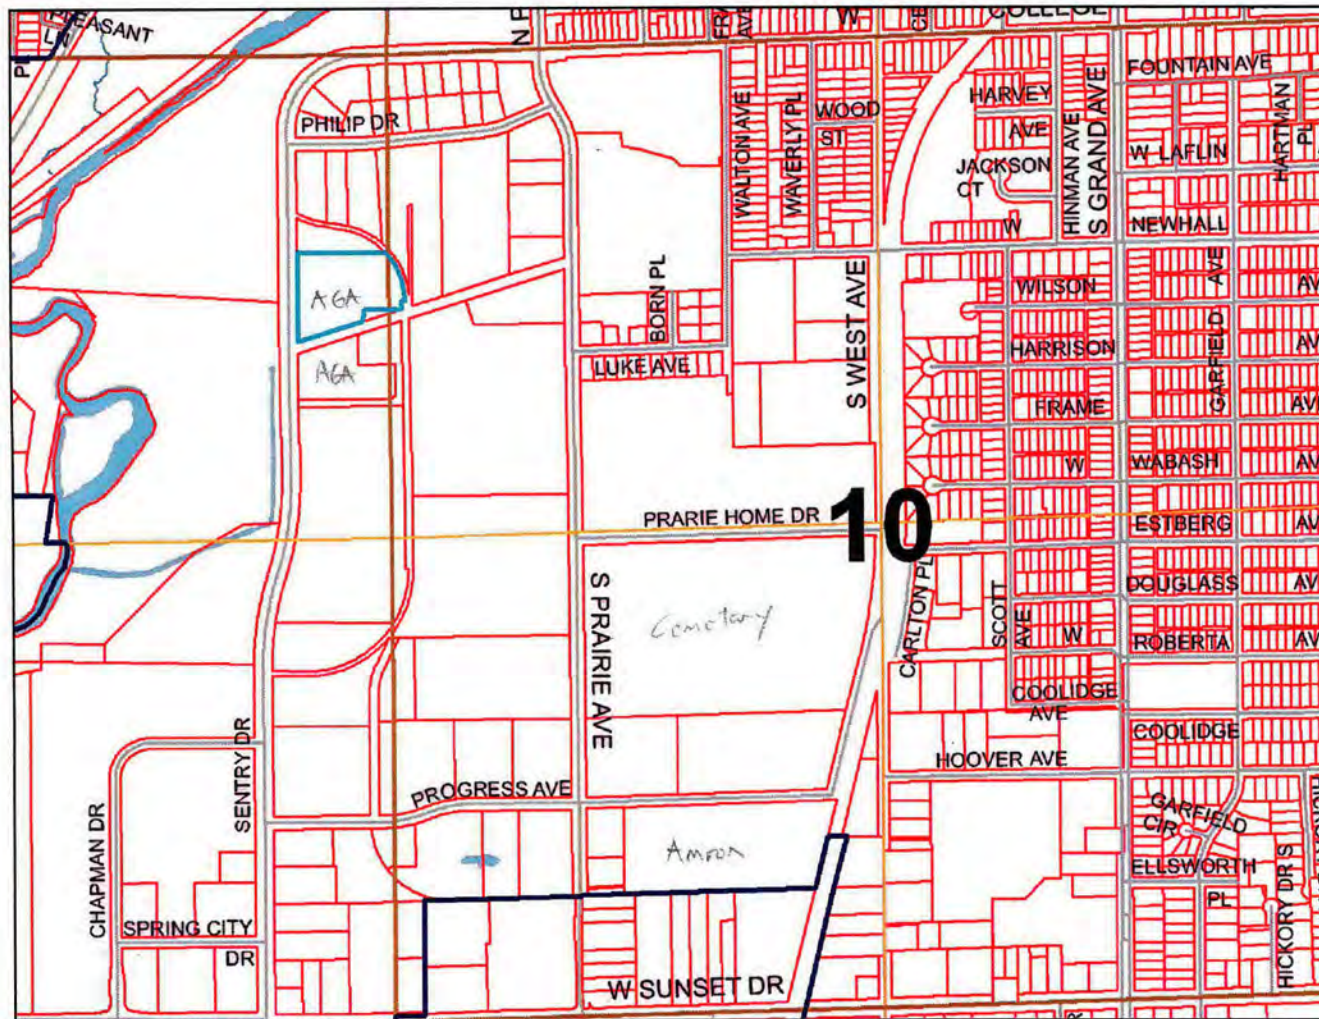 PLEASANT
LN
PL
N P
FRA
AVE
W
CE
COLLEGE
FOUNTAIN AVE
PHILIP DR
WALTON AVE
WAVERLY PL
WOOD
ST
HARVEY
AVE
HINMAN AVE
S GRAND AVE
HARTMAN
PL
W LAFLIN
JACKSON
CT
W
NEWHALL
AGA
BORN PL
S WEST AVE
WILSON
AVE
AV
HARRISON
GARFIELD
AV
AGA
LUKE AVE
FRAME
AVE
W
WABASH
AV
PRARIE HOME DR
10
ESTBERG
AV
S PRAIRIE AVE
Cemetary
CARLTON PL
SCOTT
AVE
DOUGLASS
AV
W
ROBERTA
AV
COOLIDGE
AVE
COOLIDGE
SENTRY DR
HOOVER AVE
PROGRESS AVE
CHAPMAN DR
Amron
GARFIELD
CIR
ELLSWORTH
PL
HICKORY DR S
SPRING CITY
DR
W SUNSET DR
R